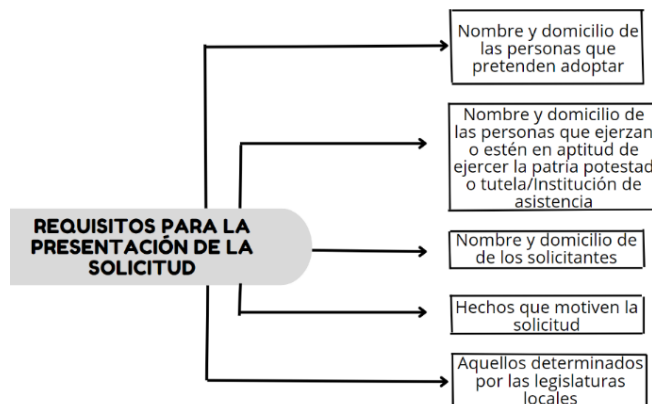 REQUISITOS PARA LA
PRESENTACIÓN DE LA
SOLICITUD
Nombre y domicilio de
las personas que
pretenden adoptar
Nombre y domicilio de
las personas que ejerzan
o estén en aptitud de
ejercer la patria potestad
o tutela/Institución de
asistencia
Nombre y domicilio de
de los solicitantes
Hechos que motiven la
solicitud
Aquellos determinados
por las legislaturas
locales